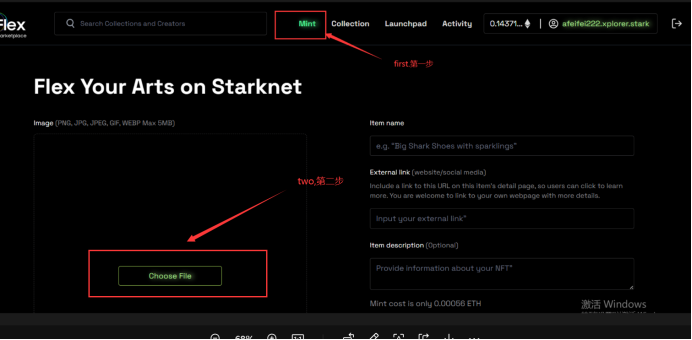 Flex
marketplace
Search Collections and Creators
Mint
Collection
Launchpad
Activity
0.14371...
afeifei222.xplorer.stark
first.第一步
Flex Your Arts on Starknet
Image (PNG, JPG, JPEG, GIF, WEBP Max 5MB)
two,第二步
Choose File
Item name
e.g. "Big Shark Shoes with sparklings"
External link (website/social media)
Include a link to this URL on this item's detail page, so users can click to learn
more. You are welcome to link to your own webpage with more details.
Input your external link"
Item description (Optional)
Provide information about your NFT"
Mint cost is only 0.00056 ETH
激活 Windows
68%
1:1